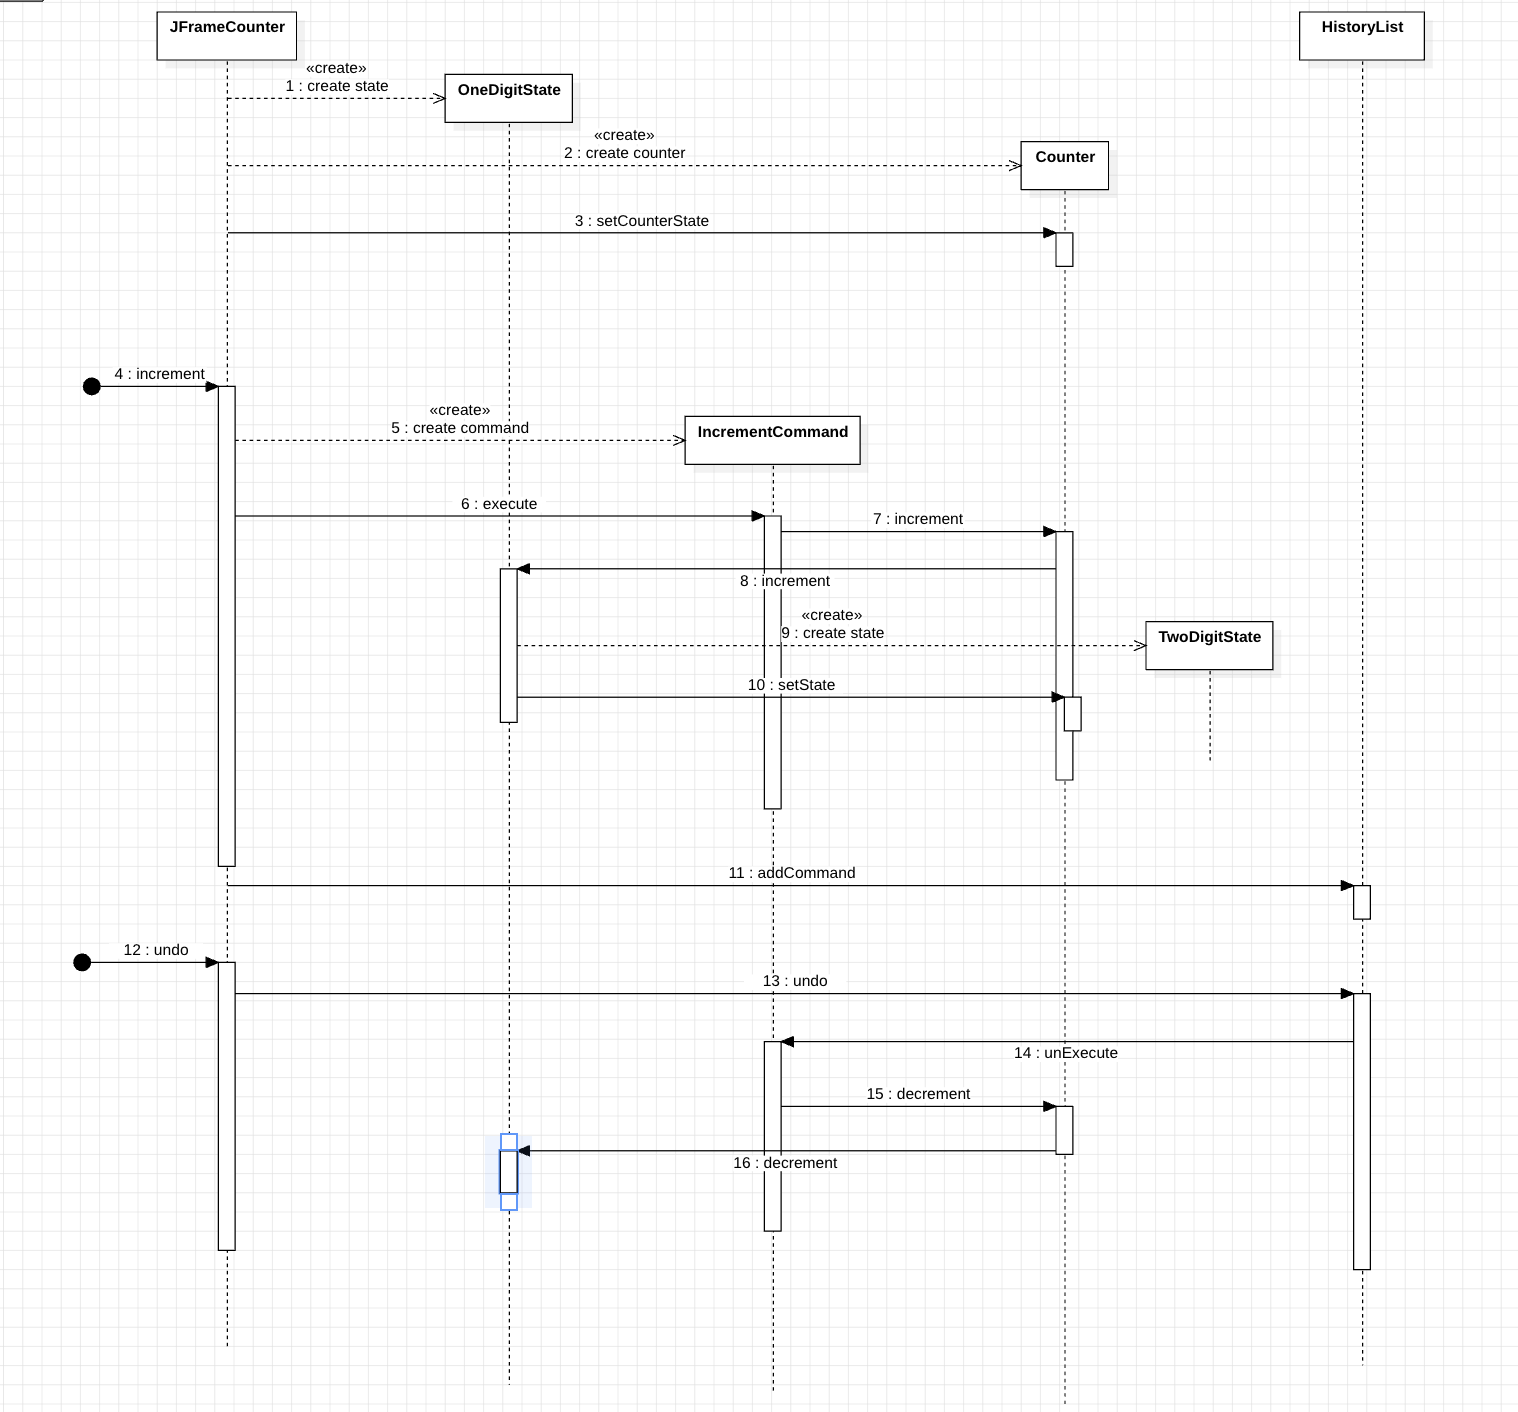 JFrameCounter
HistoryList
«create»
1 : create state
OneDigitState
«create»
2 : create counter
Counter
3 : setCounterState
4 : increment
«create»
5 : create command
IncrementCommand
6 : execute
7 : increment
8 : increment
«create»
9 : create state
TwoDigitState
10 : setState
11 : addCommand
12 : undo
13 : undo
14 : unExecute
15 : decrement
16 : decrement